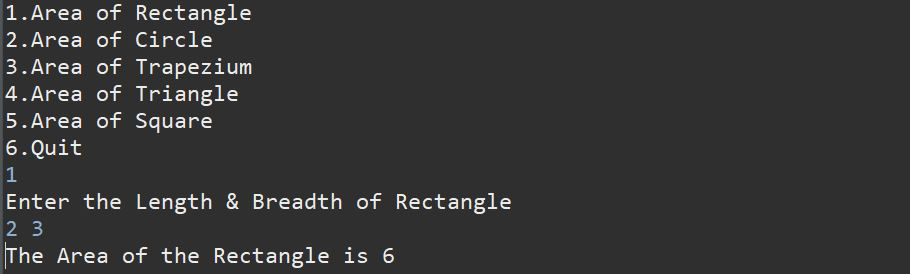 1.Area of Rectangle
2.Area of Circle
3.Area of Trapezium
4.Area of Triangle
5.Area of Square
6.Quit
1
Enter the Length & Breadth of Rectangle
2 3
The Area of the Rectangle is 6